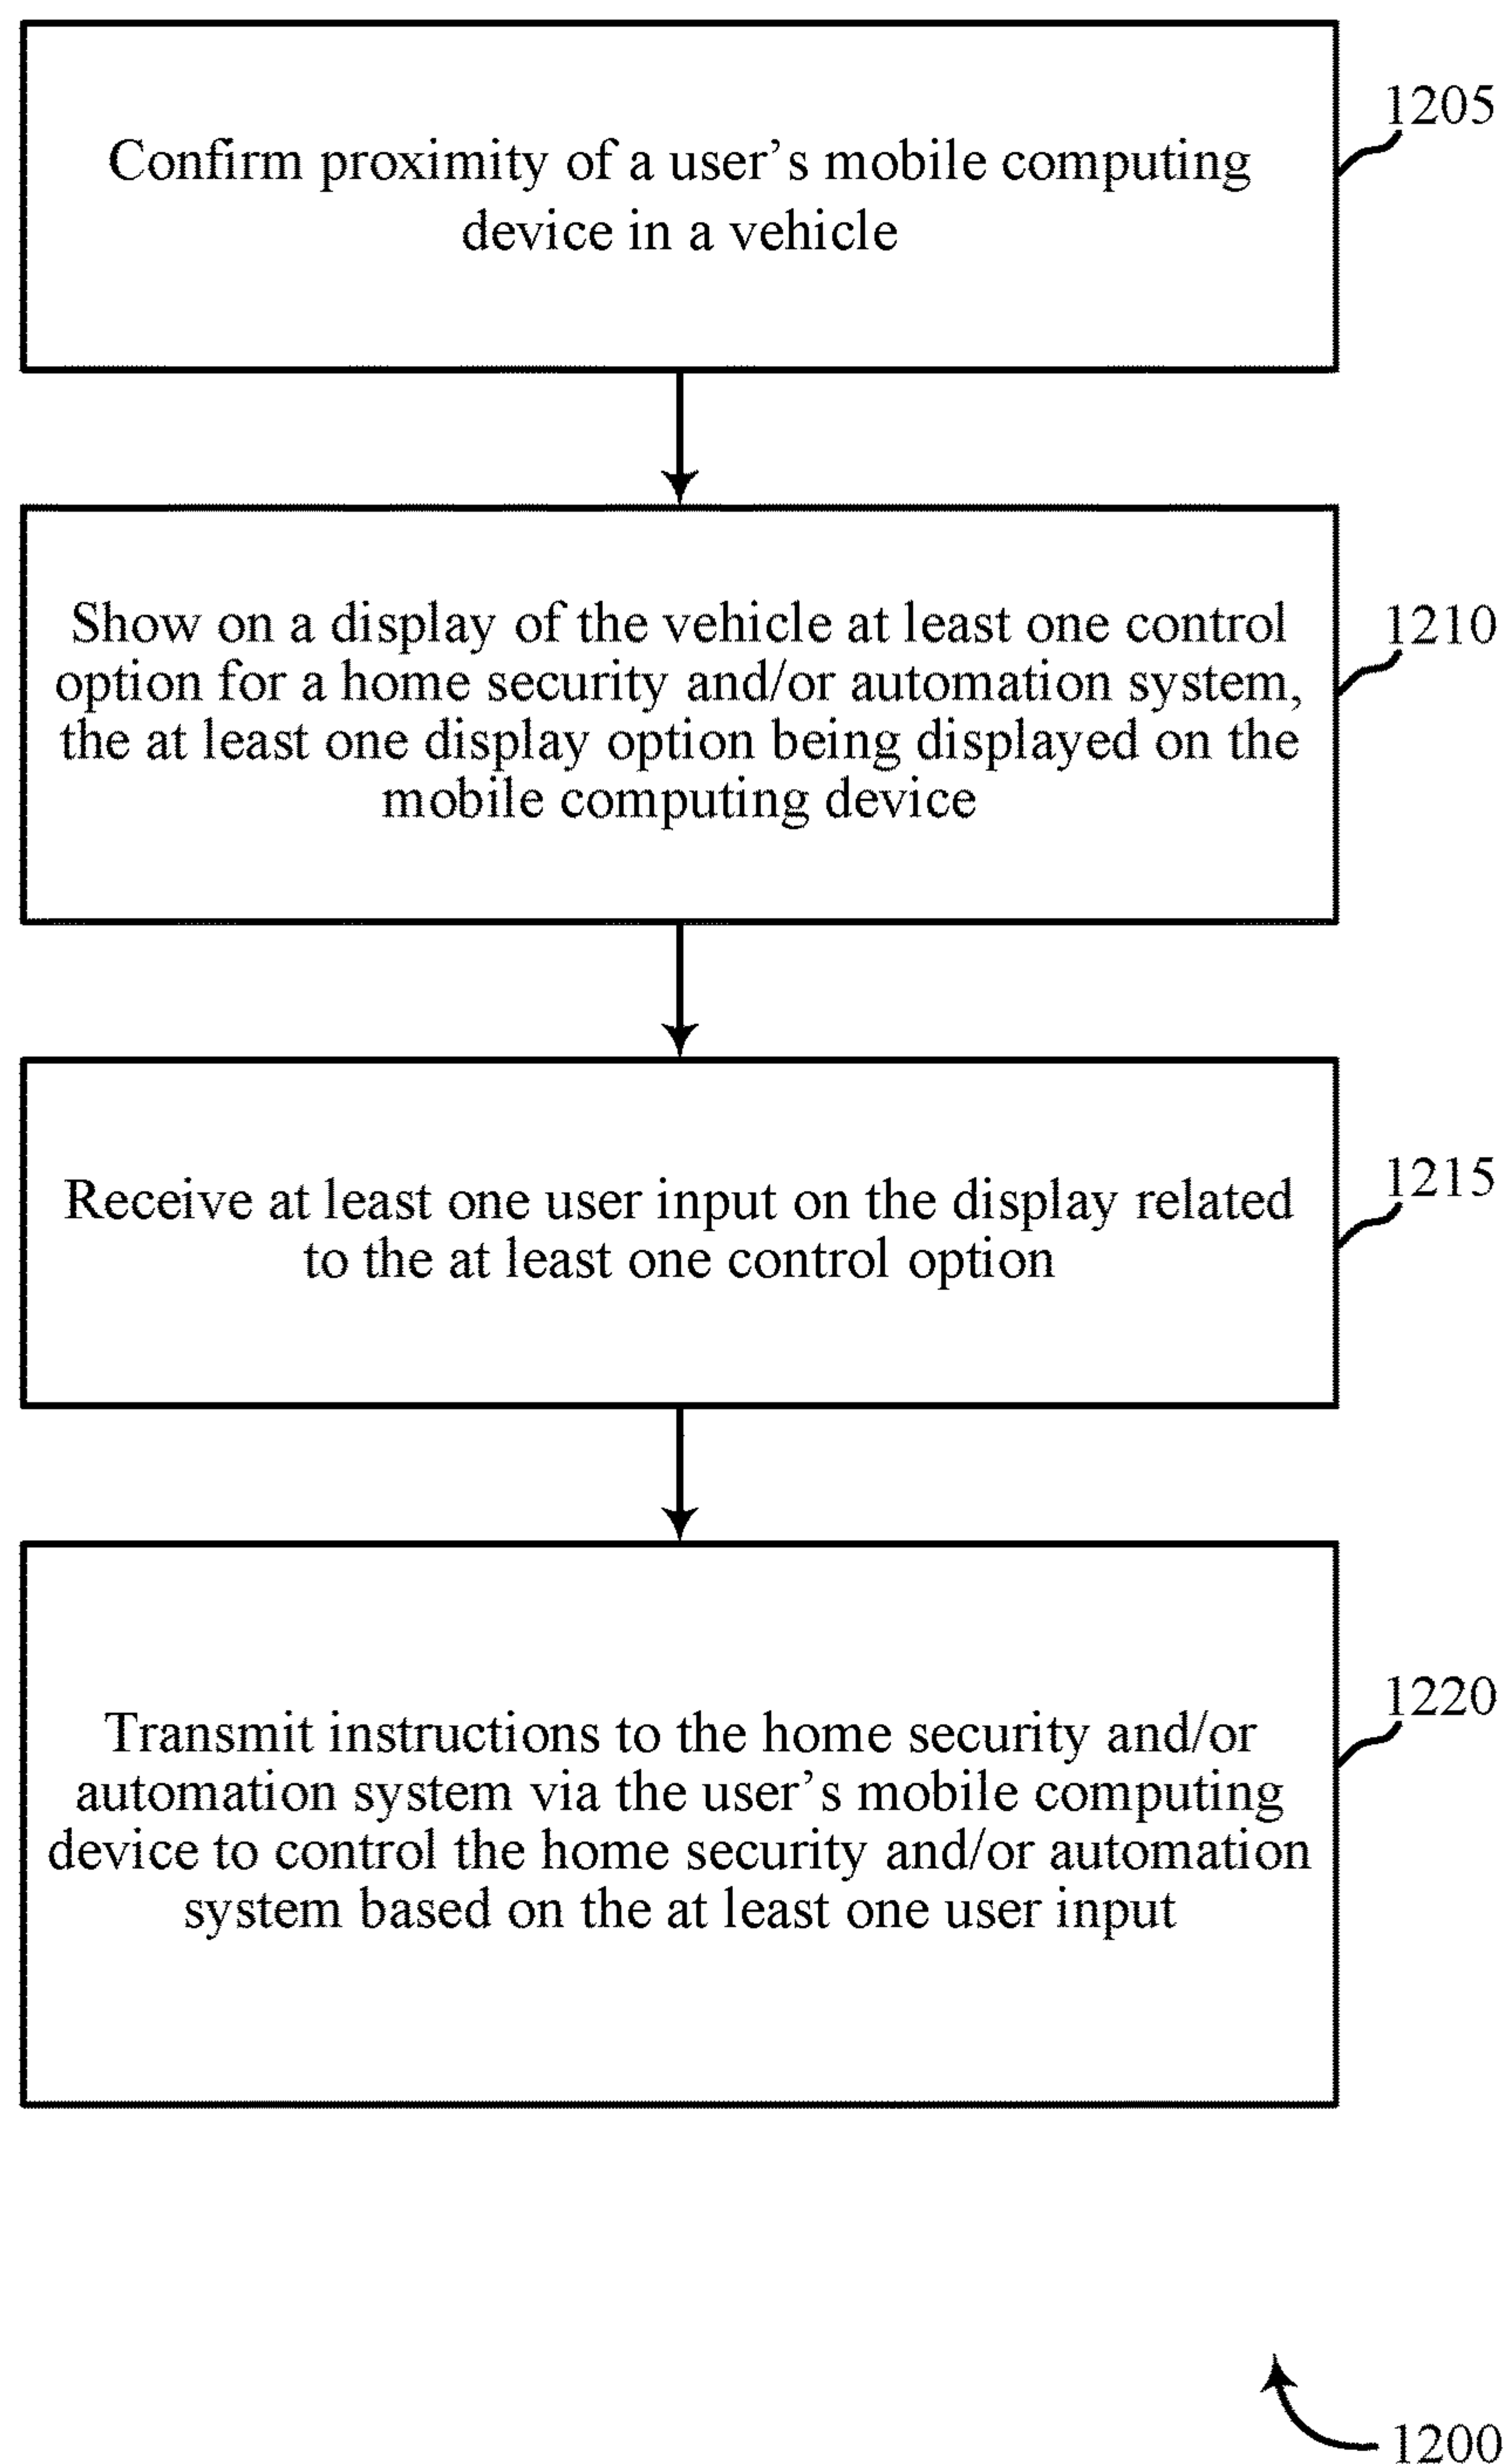 Confirm proximity of a user’s mobile computing
device in a vehicle
1205
Show on a display of the vehicle at least one control
option for a home security and/or automation system,
the at least one display option being displayed on the
mobile computing device
1210
Receive at least one user input on the display related
to the at least one control option
1215
Transmit instructions to the home security and/or
automation system via the user’s mobile computing
device to control the home security and/or automation
system based on the at least one user input
1220
1200